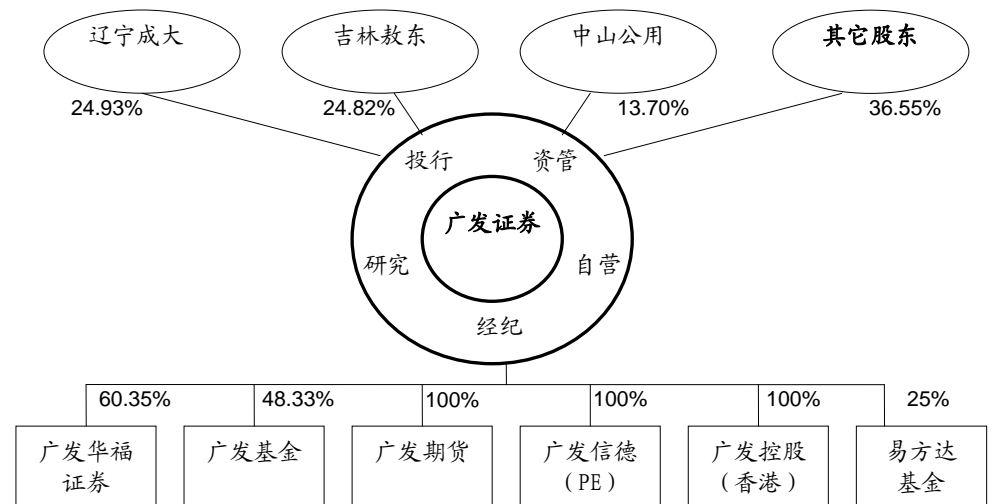 辽宁成大
吉林敖东
中山公用
其它股东
24.93%
24.82%
13.70%
36.55%
投行
资管
广发证券
研究
自营
经纪
60.35%
48.33%
100%
100%
100%
25%
广发华福
证券
广发基金
广发期货
广发信德
(PE)
广发控股
(香港)
易方达
基金